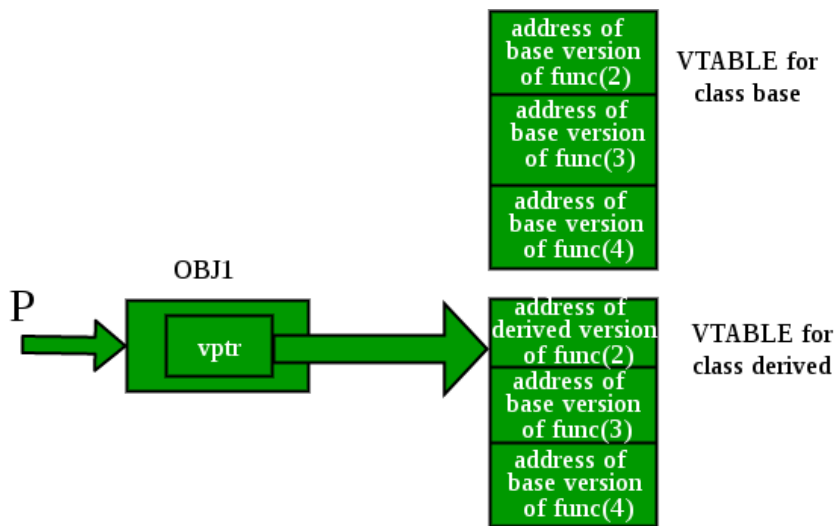 address of
base version
of func(2)
address of
base version
of func(3)
address of
base version
of func(4)
VTABLE for
class base
OBJ1
P
vptr
address of
derived version
of func(2)
address of
base version
of func(3)
address of
base version
of func(4)
VTABLE for
class derived